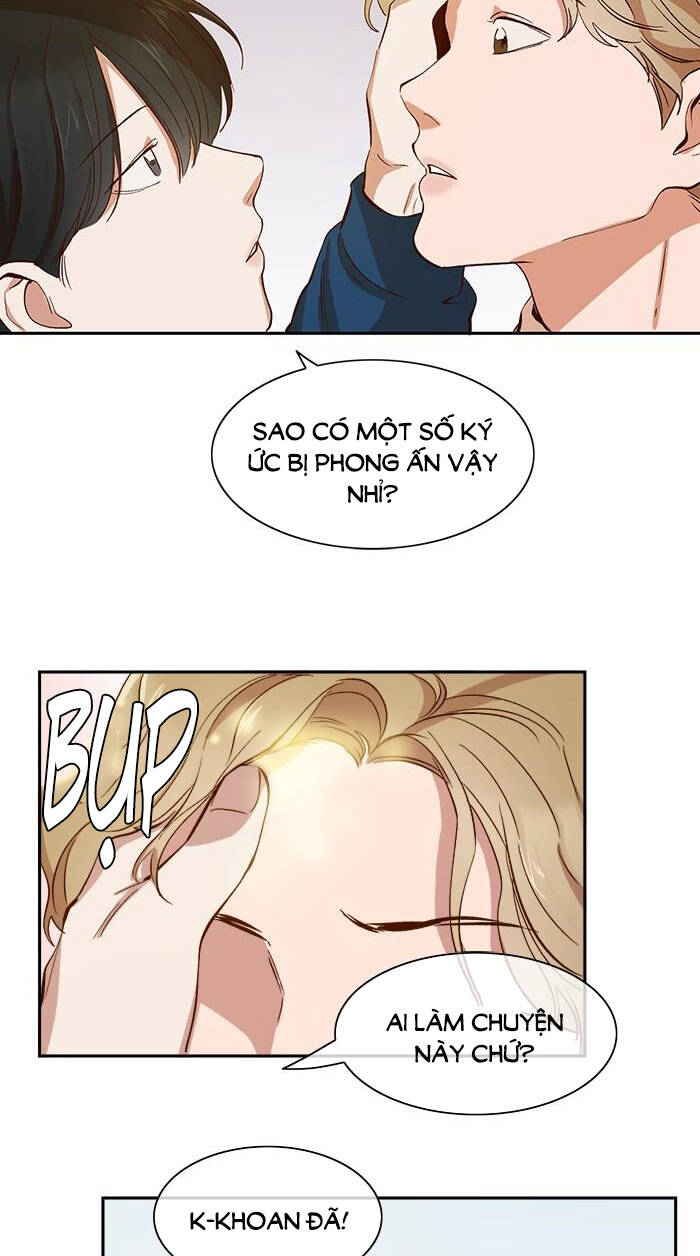 SAO CÓ MỘT SỐ KÝ
ỨC BỊ PHONG ẤN VẬY
NHỈ?
BỤP
AI LÀM CHUYỆN
NÀY CHỨ?
K-KHOAN ĐÃ!